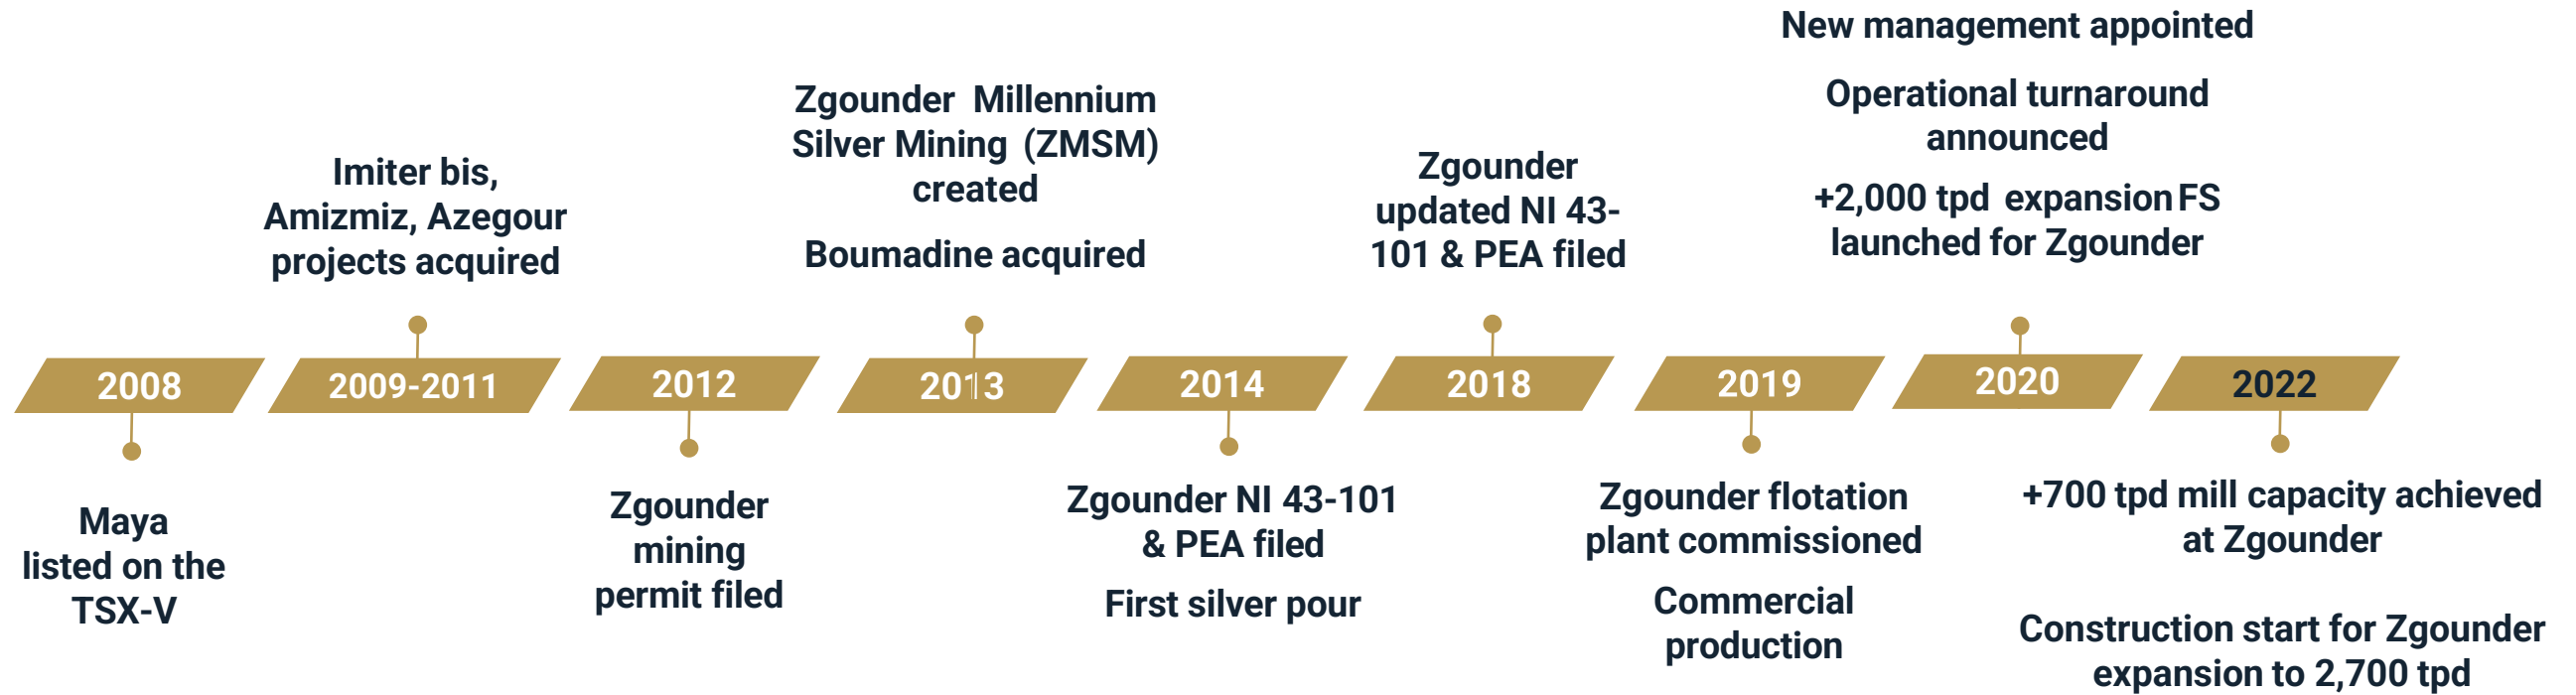 New management appointed
Operational turnaround
announced
+2,000 tpd expansion FS
launched for Zgounder
Zgounder Millennium
Silver Mining (ZMSM)
created
Boumadine acquired
Imiter bis,
Amizmiz, Azegour
projects acquired
Zgounder
updated NI 43-
101 & PEA filed
2008
2009-2011
2012
2013
2014
2018
2019
2020
2022
Maya
listed on the
TSX-V
Zgounder
mining
permit filed
Zgounder NI 43-101
& PEA filed
First silver pour
Zgounder flotation
plant commissioned
Commercial
production
+700 tpd mill capacity achieved
at Zgounder
Construction start for Zgounder
expansion to 2,700 tpd